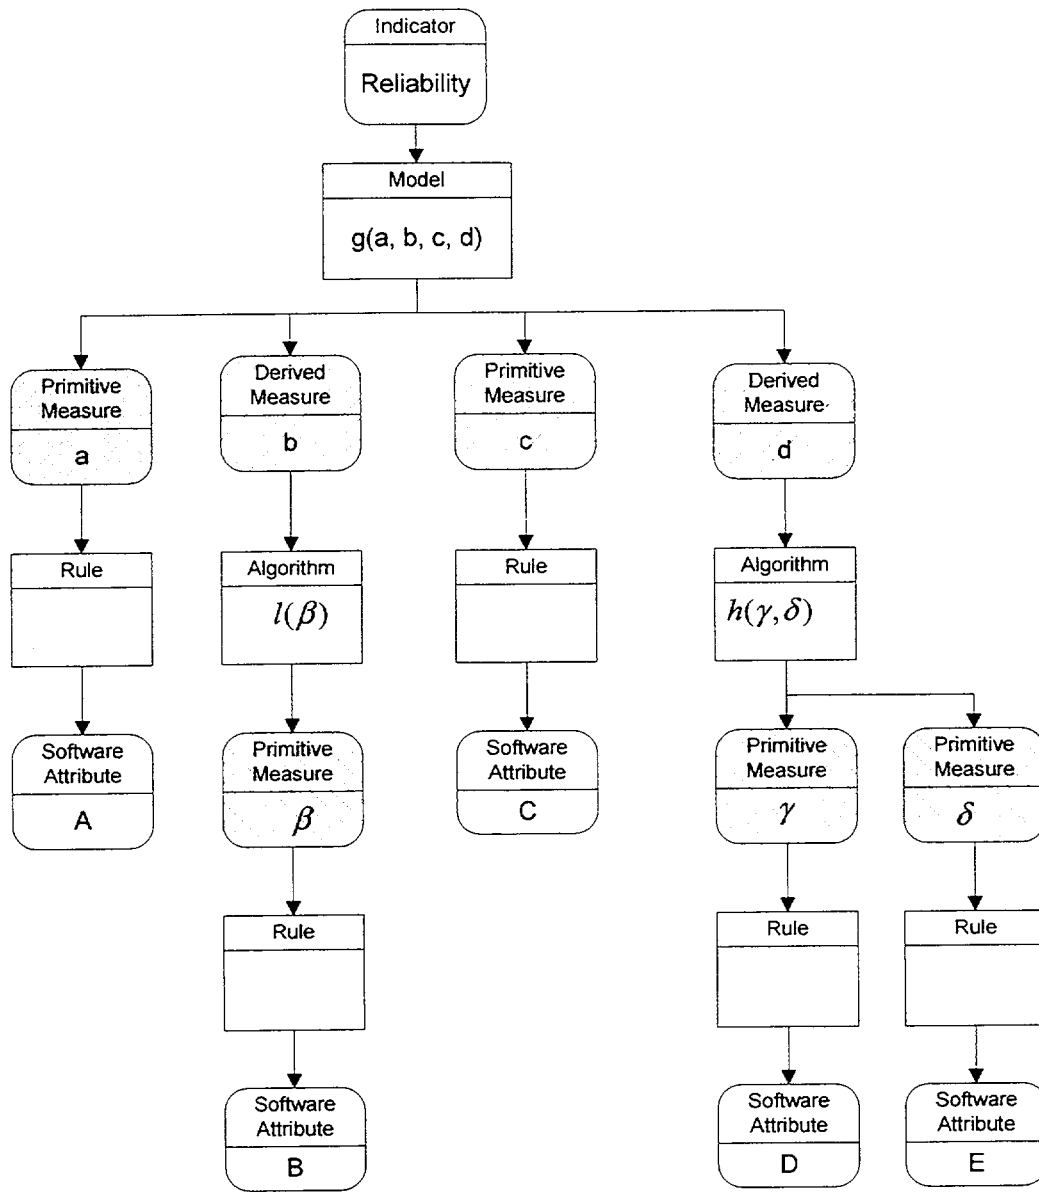 Indicator
Reliability
Model
g(a, b, c, d)
Primitive
Measure
a
Derived
Measure
b
Primitive
Measure
c
Derived
Measure
d
Rule
Algorithm
l(β)
Rule
Algorithm
h(γ,δ)
Software
Attribute
A
Primitive
Measure
β
Software
Attribute
C
Primitive
Measure
γ
Primitive
Measure
δ
Rule
Rule
Rule
Software
Attribute
B
Software
Attribute
D
Software
Attribute
E